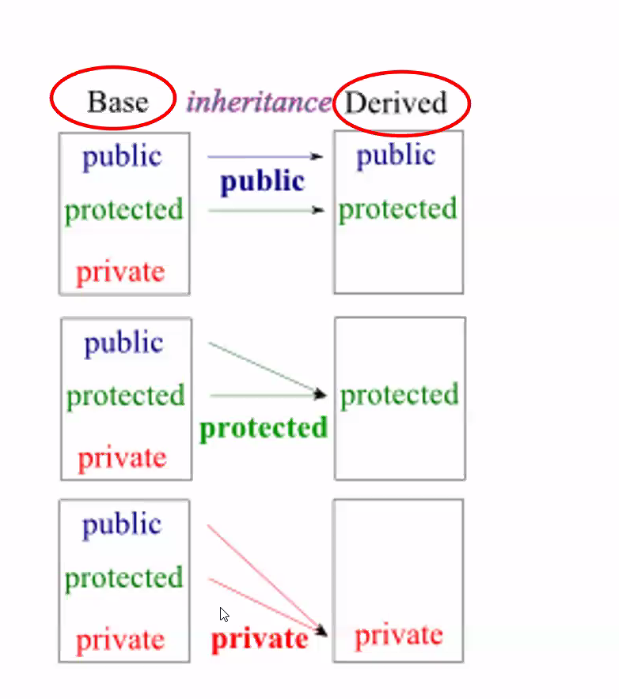 Base inheritance Derived
public public
public
protected protected
private
public
protected protected
protected
private
public
protected
private private private